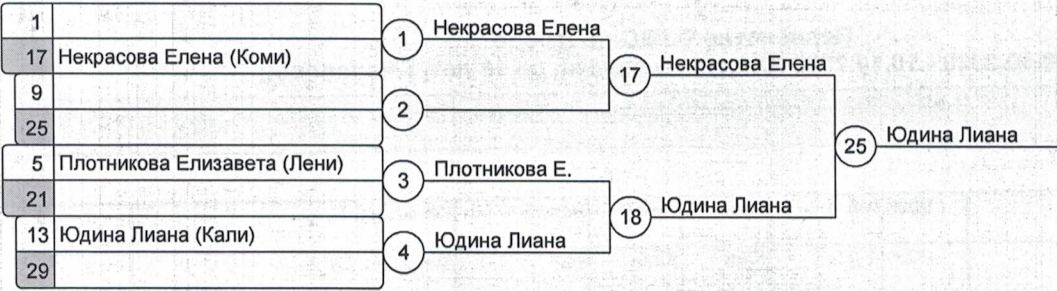 1
17 Некрасова Елена (Коми)
9
25
5 Плотникова Елизавета (Лени)
21
13 Юдина Лиана (Кали)
29
1 Некрасова Елена
2
3 Плотникова Е.
4 Юдина Лиана
17 Некрасова Елена
18 Юдина Лиана
25 Юдина Лиана